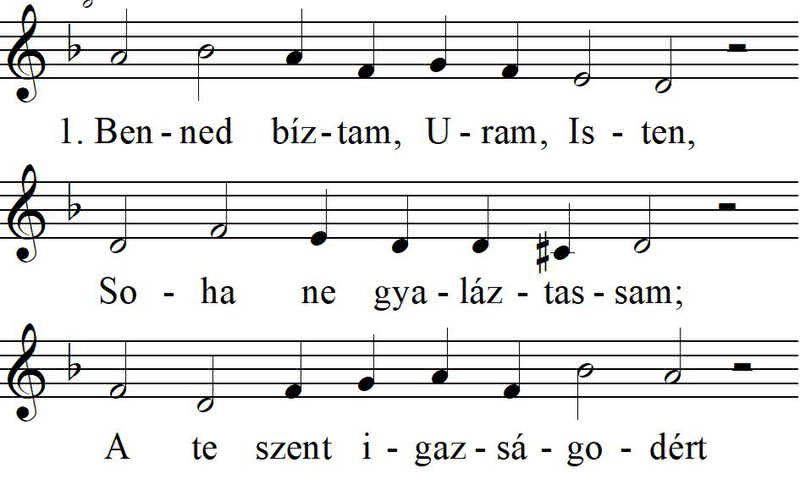 1. Ben - ned bíz - tam, U - ram, Is - ten,
So - ha ne gya - láz - tas - sam;
A te szent i - gaz - sá - go - dért